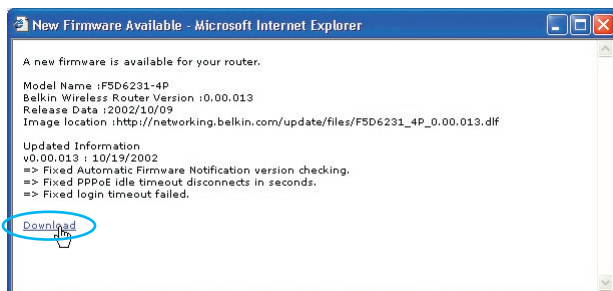 New Firmware Available - Microsoft Internet Explorer
A new firmware is available for your router.
Model Name :F5D6231-4P
Belkin Wireless Router Version :0.00.013
Release Data :2002/10/09
Image location :http://networking.belkin.com/update/files/F5D6231_4P_0.00.013.dlf
Updated Information
v0.00.013 : 10/19/2002
=> Fixed Automatic Firmware Notification version checking.
=> Fixed PPPoE idle timeout disconnects in seconds.
=> Fixed login timeout failed.
Download